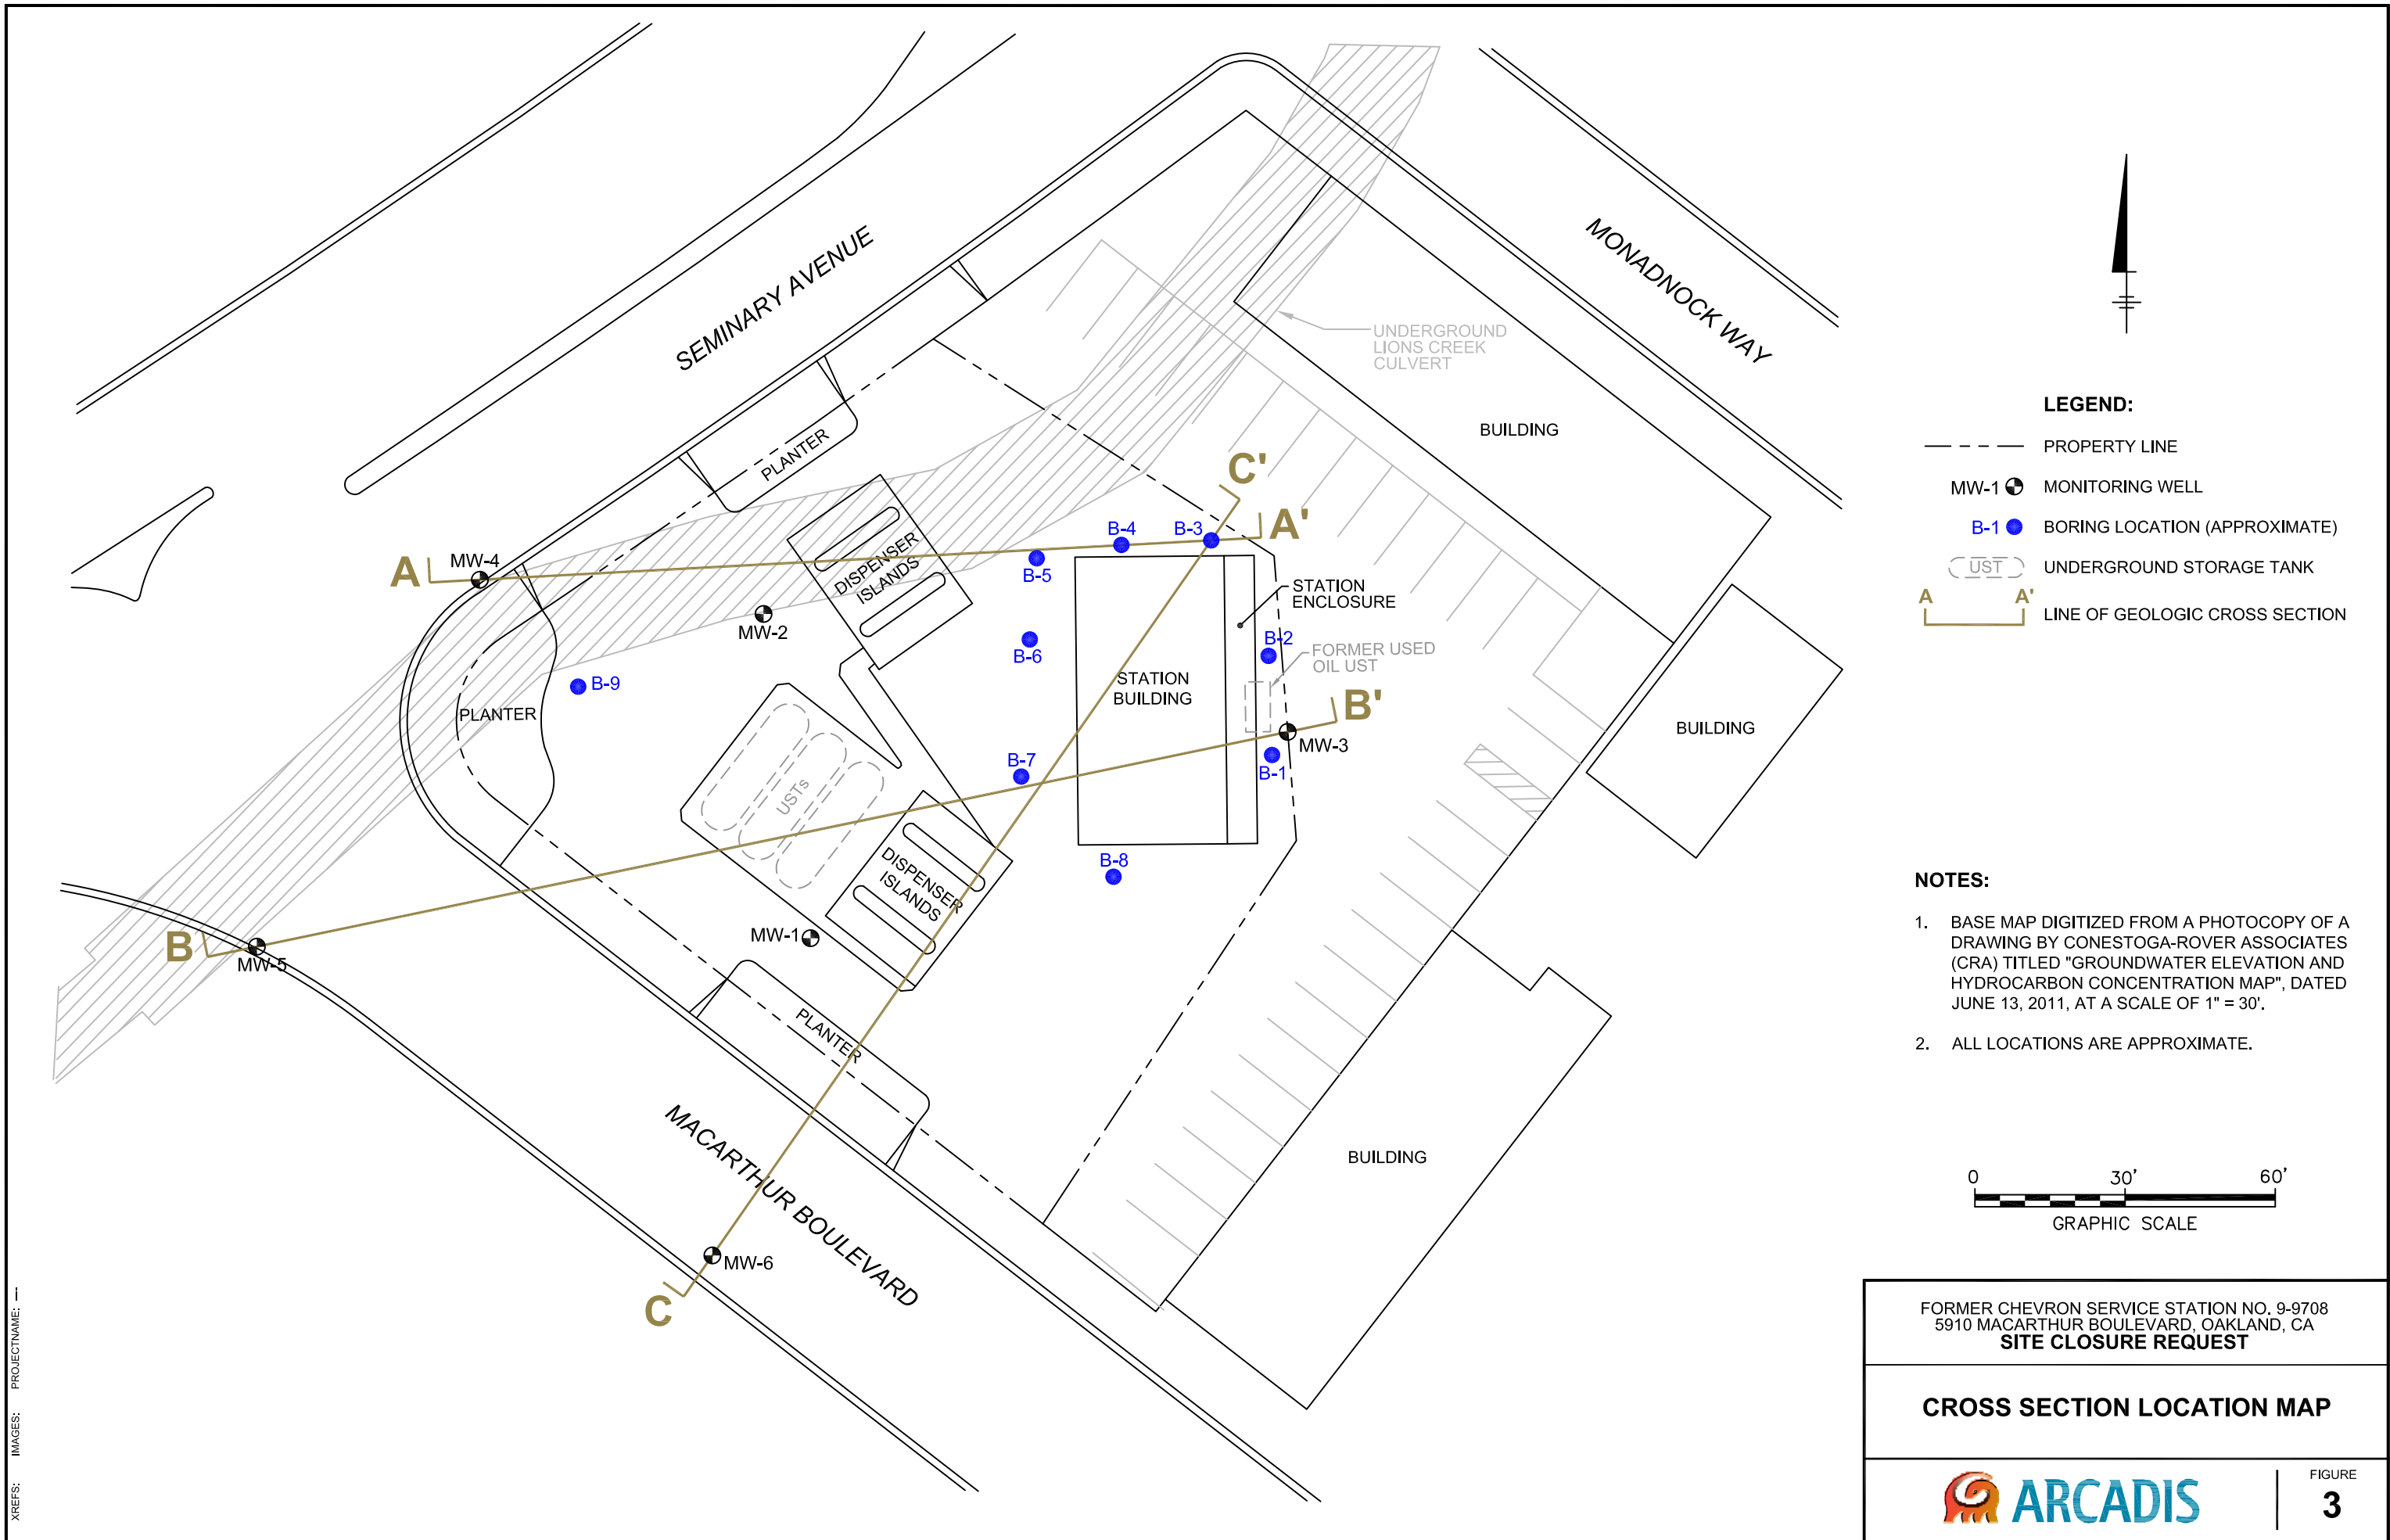 SEMINARY AVENUE
MONADNOCK WAY
UNDERGROUND
LIONS CREEK
CULVERT
BUILDING
PLANTER
C'
A'
B-4
B-3
A
MW-4
B-5
DISPENSER
ISLANDS
STATION
ENCLOSURE
MW-2
B-6
B-2
FORMER USED
OIL UST
STATION
BUILDING
B-9
PLANTER
B'
MW-3
BUILDING
B-7
B-1
USTs
DISPENSER
ISLANDS
B-8
MW-1
B
MW-5
PLANTER
MACARTHUR BOULEVARD
BUILDING
MW-6
C
LEGEND:
PROPERTY LINE
MW-1 MONITORING WELL
B-1 BORING LOCATION (APPROXIMATE)
UST UNDERGROUND STORAGE TANK
A A'
LINE OF GEOLOGIC CROSS SECTION
NOTES:
1. BASE MAP DIGITIZED FROM A PHOTOCOPY OF A
DRAWING BY CONESTOGA-ROVER ASSOCIATES
(CRA) TITLED "GROUNDWATER ELEVATION AND
HYDROCARBON CONCENTRATION MAP", DATED
JUNE 13, 2011, AT A SCALE OF 1" = 30'.
2. ALL LOCATIONS ARE APPROXIMATE.
0 30' 60'
GRAPHIC SCALE
FORMER CHEVRON SERVICE STATION NO. 9-9708
5910 MACARTHUR BOULEVARD, OAKLAND, CA
SITE CLOSURE REQUEST
CROSS SECTION LOCATION MAP
ARCADIS
FIGURE
3
XREFS: IMAGES: PROJECTNAME: ---